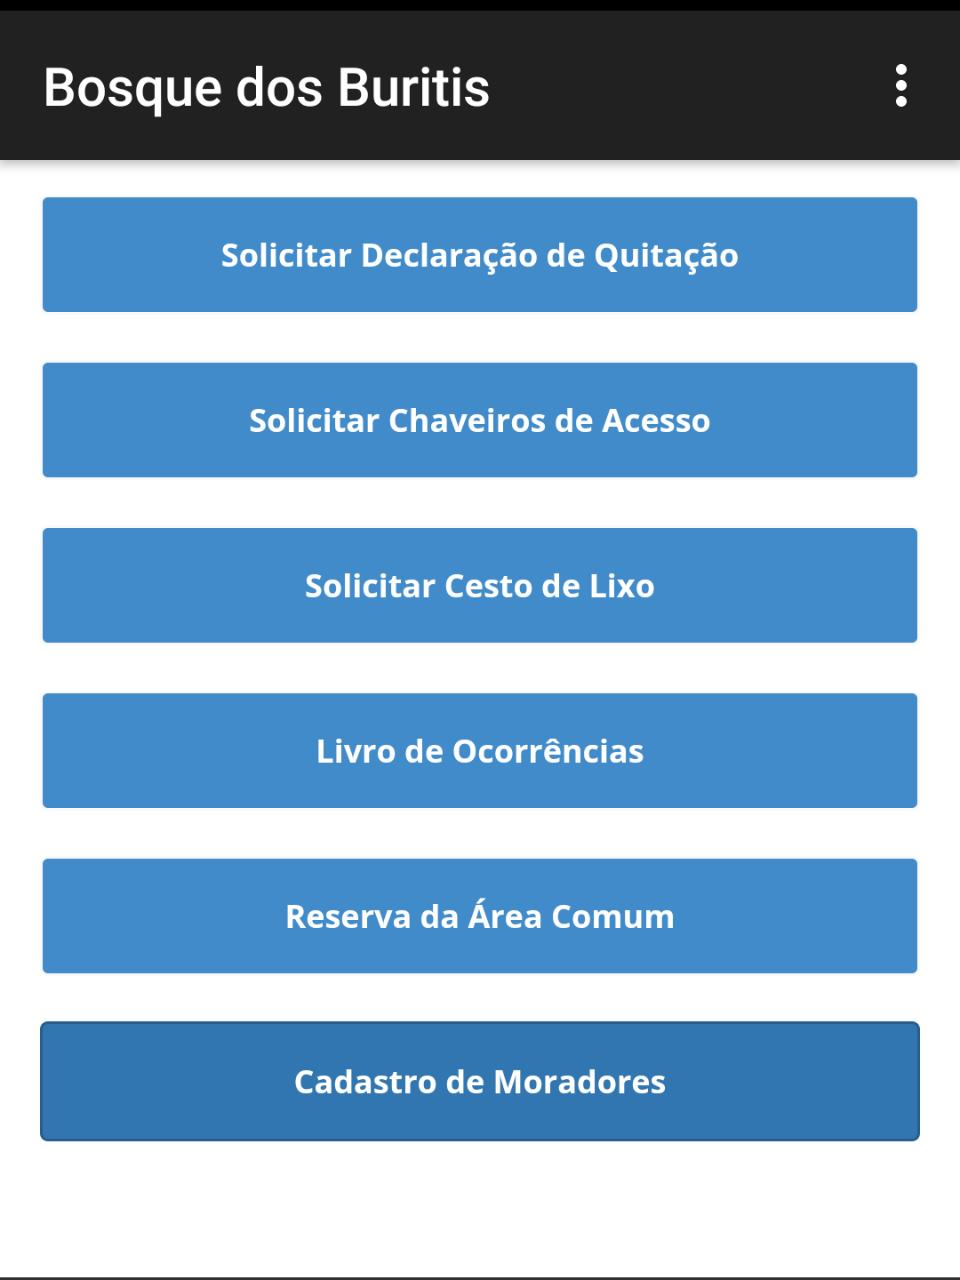 Bosque dos Buritis
Solicitar Declaração de Quitação
Solicitar Chaveiros de Acesso
Solicitar Cesto de Lixo
Livro de Ocorrências
Reserva da Área Comum
Cadastro de Moradores